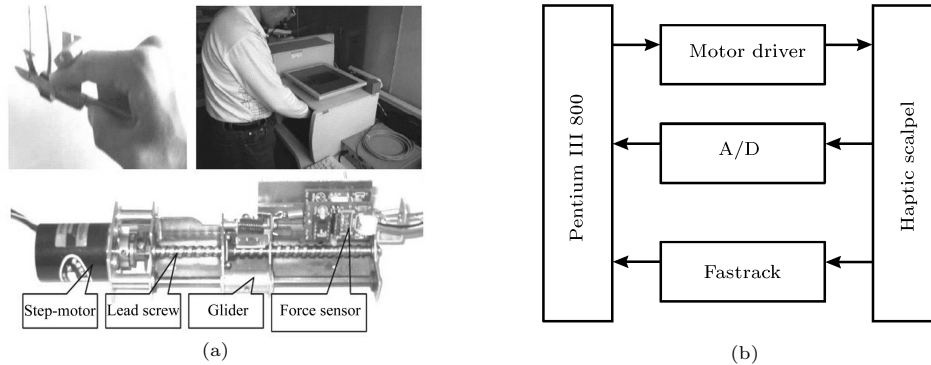 Step-motor
Lead screw
Glider
Force sensor
(a)
Pentium III 800
Motor driver
A/D
Fastrack
Haptic scalpel
(b)